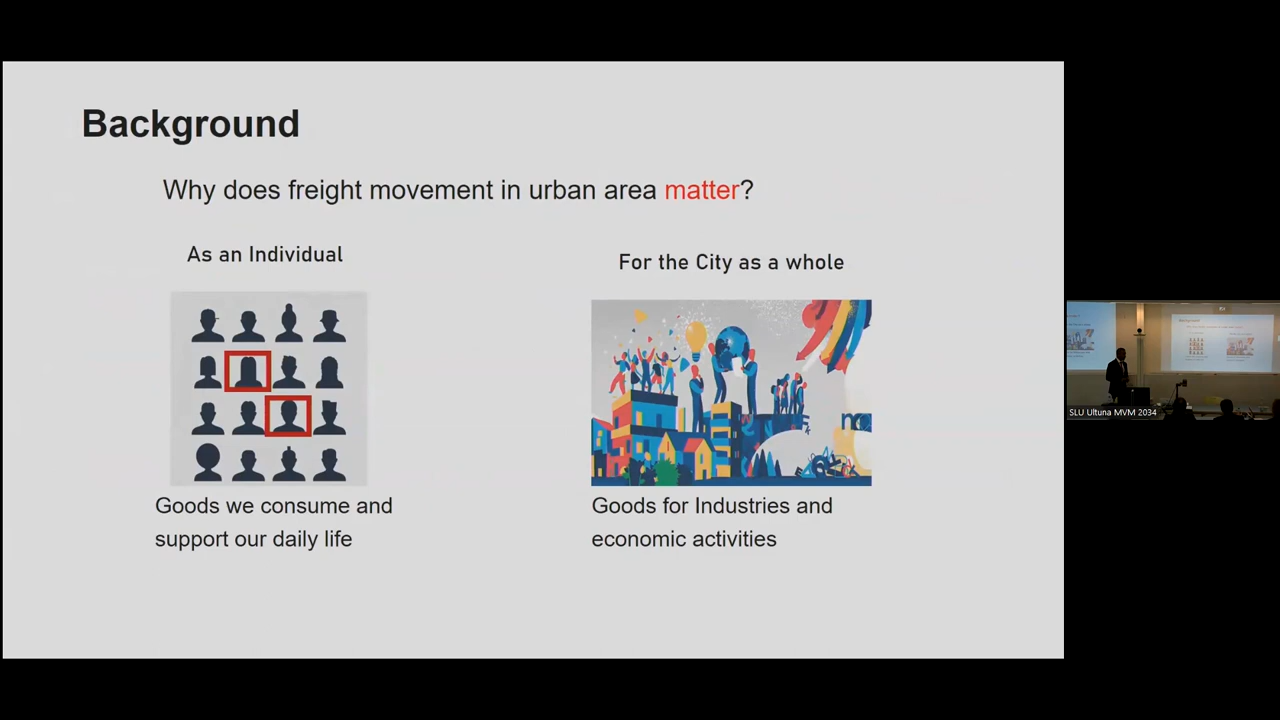 Background
Why does freight movement in urban area matter?
As an Individual
For the City as a whole
Goods we consume and
support our daily life
Goods for Industries and
economic activities
SLU Ultuna MVM 2034